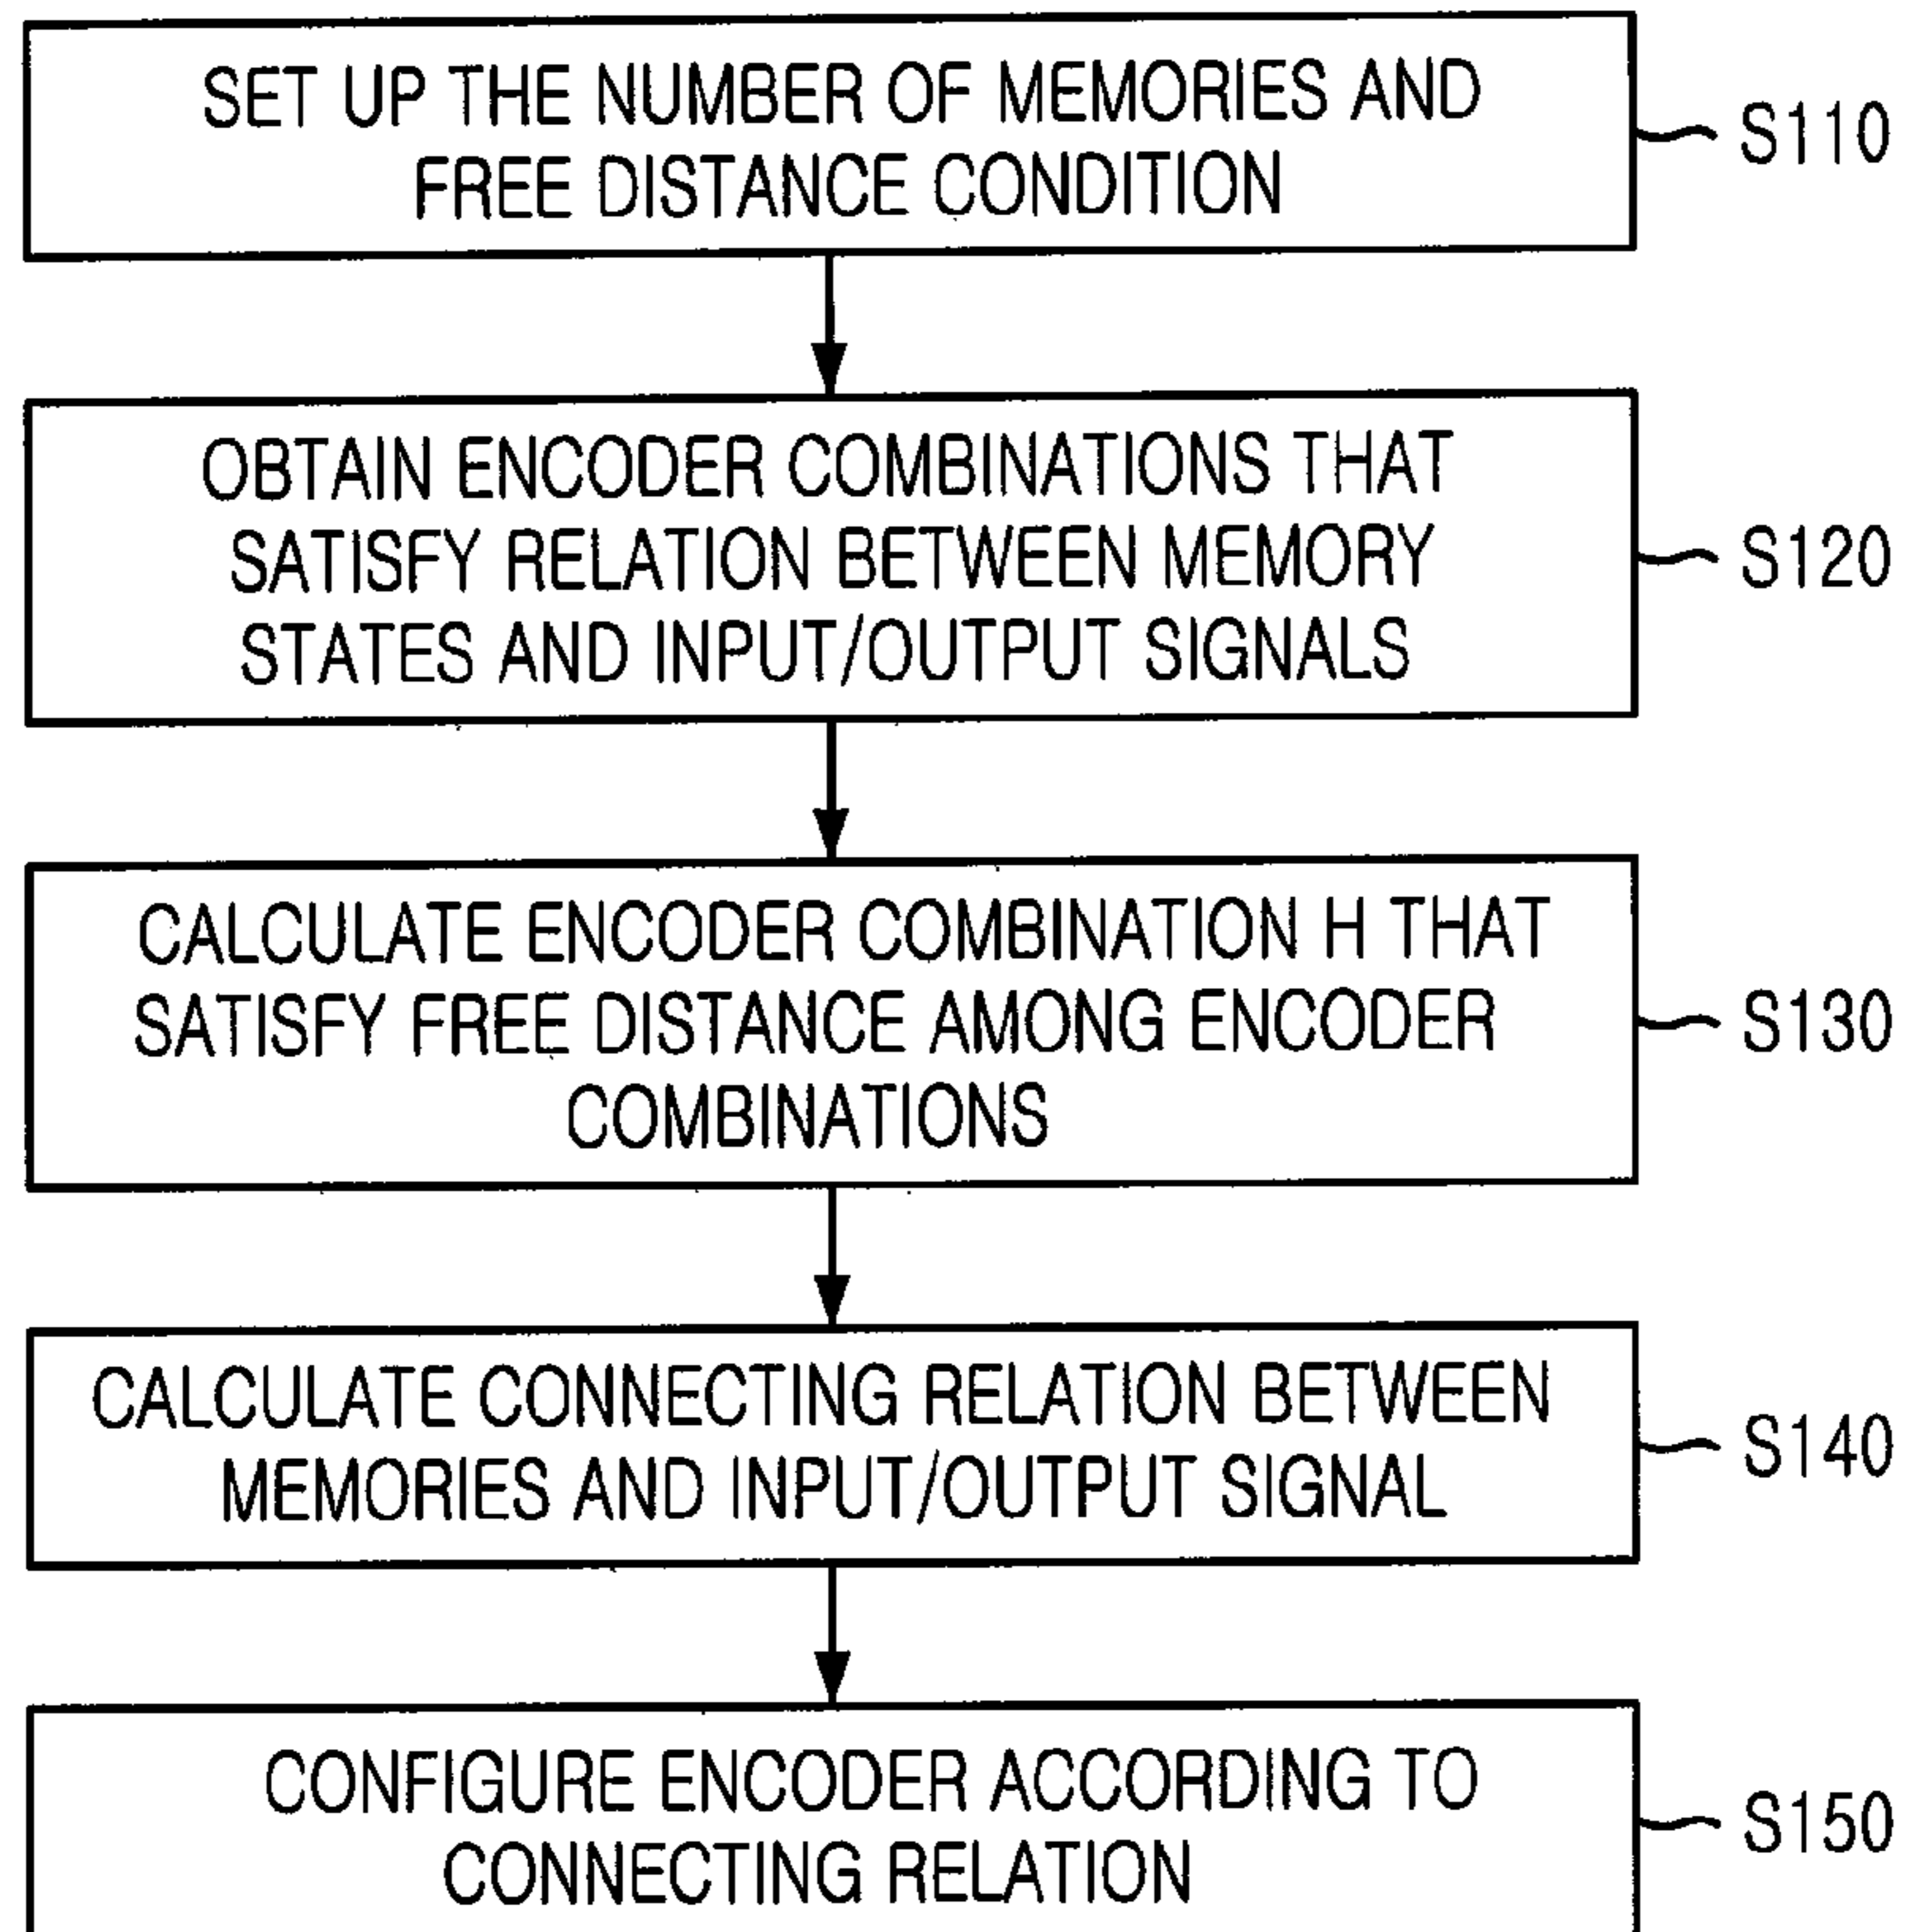 SET UP THE NUMBER OF MEMORIES AND
FREE DISTANCE CONDITION
S110
OBTAIN ENCODER COMBINATIONS THAT
SATISFY RELATION BETWEEN MEMORY
STATES AND INPUT/OUTPUT SIGNALS
S120
CALCULATE ENCODER COMBINATION H THAT
SATISFY FREE DISTANCE AMONG ENCODER
COMBINATIONS
S130
CALCULATE CONNECTING RELATION BETWEEN
MEMORIES AND INPUT/OUTPUT SIGNAL
S140
CONFIGURE ENCODER ACCORDING TO
CONNECTING RELATION
S150